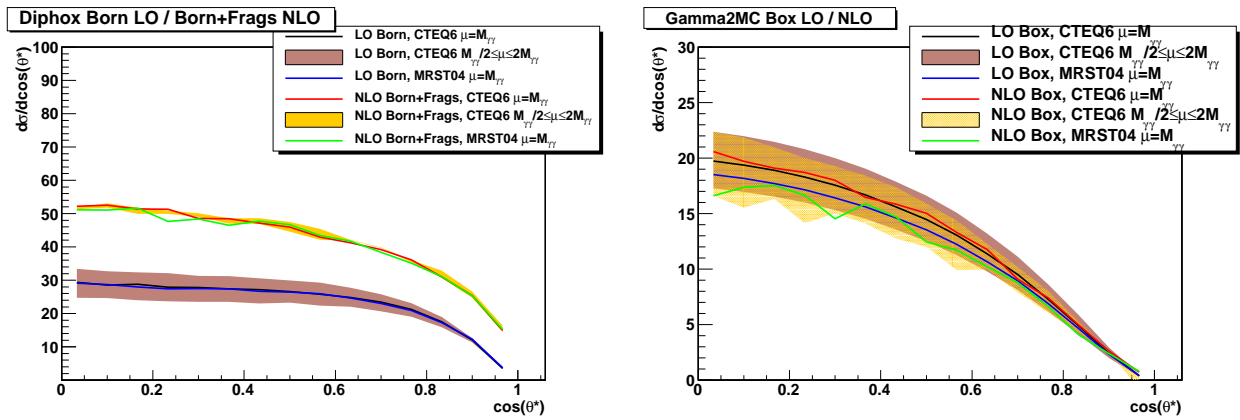 Diphox Born LO / Born+Frags NLO
dσ/dcos(θ*)
100
90
80
70
60
50
40
30
20
10
0
0.2
0.4
0.6
0.8
1
cos(θ*)
LO Born, CTEQ6 μ=Mγγ
LO Born, CTEQ6 Mγγ/2≤μ≤2Mγγ
LO Born, MRST04 μ=Mγγ
NLO Born+Frags, CTEQ6 μ=Mγγ
NLO Born+Frags, CTEQ6 Mγγ/2≤μ≤2Mγγ
NLO Born+Frags, MRST04 μ=Mγγ
Gamma2MC Box LO / NLO
dσ/dcos(θ*)
30
25
20
15
10
5
0
0
0.2
0.4
0.6
0.8
1
cos(θ*)
LO Box, CTEQ6 μ=Mγγ
LO Box, CTEQ6 Mγγ/2≤μ≤2Mγγ
LO Box, MRST04 μ=Mγγ
NLO Box, CTEQ6 μ=Mγγ
NLO Box, CTEQ6 Mγγ/2≤μ≤2Mγγ
NLO Box, MRST04 μ=Mγγ